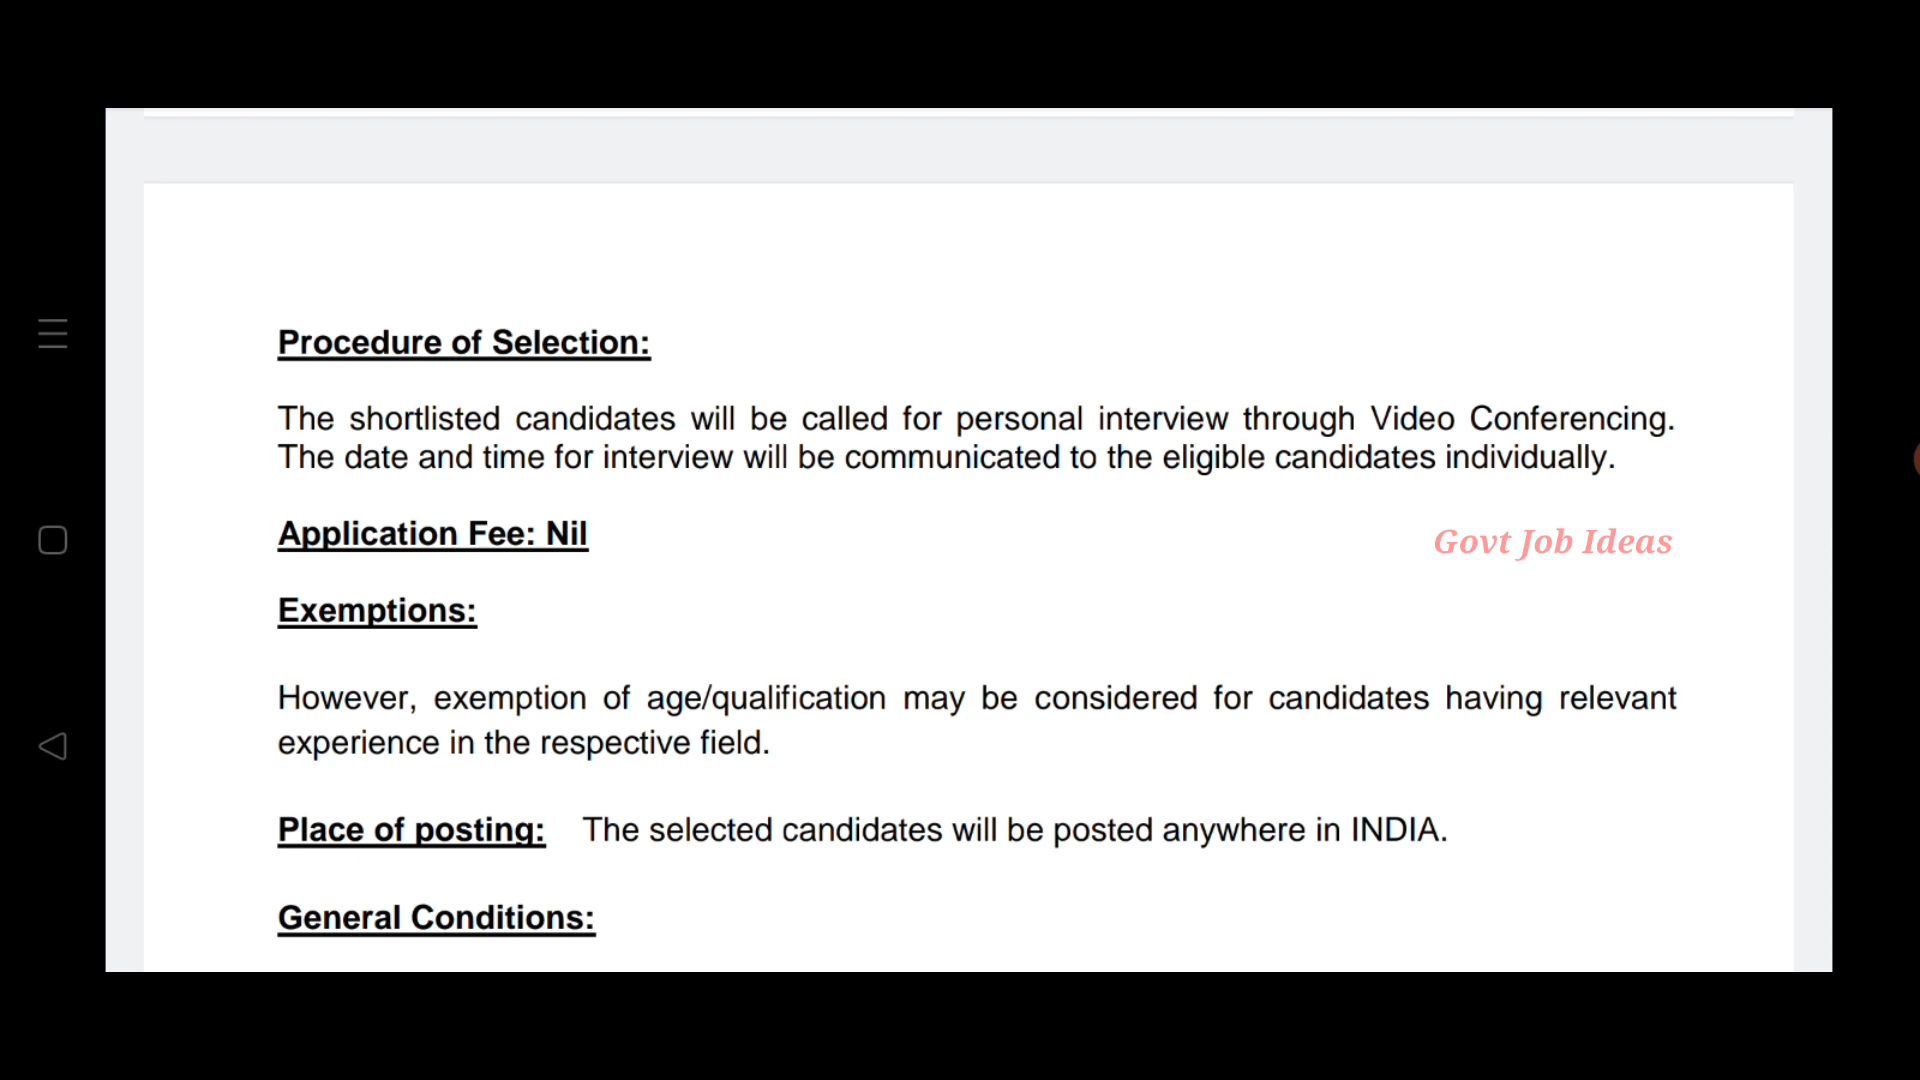 Procedure of Selection:
The shortlisted candidates will be called for personal interview through Video Conferencing.
The date and time for interview will be communicated to the eligible candidates individually.
Application Fee: Nil
Govt Job Ideas
Exemptions:
However, exemption of age/qualification may be considered for candidates having relevant
experience in the respective field.
Place of posting: The selected candidates will be posted anywhere in INDIA.
General Conditions: